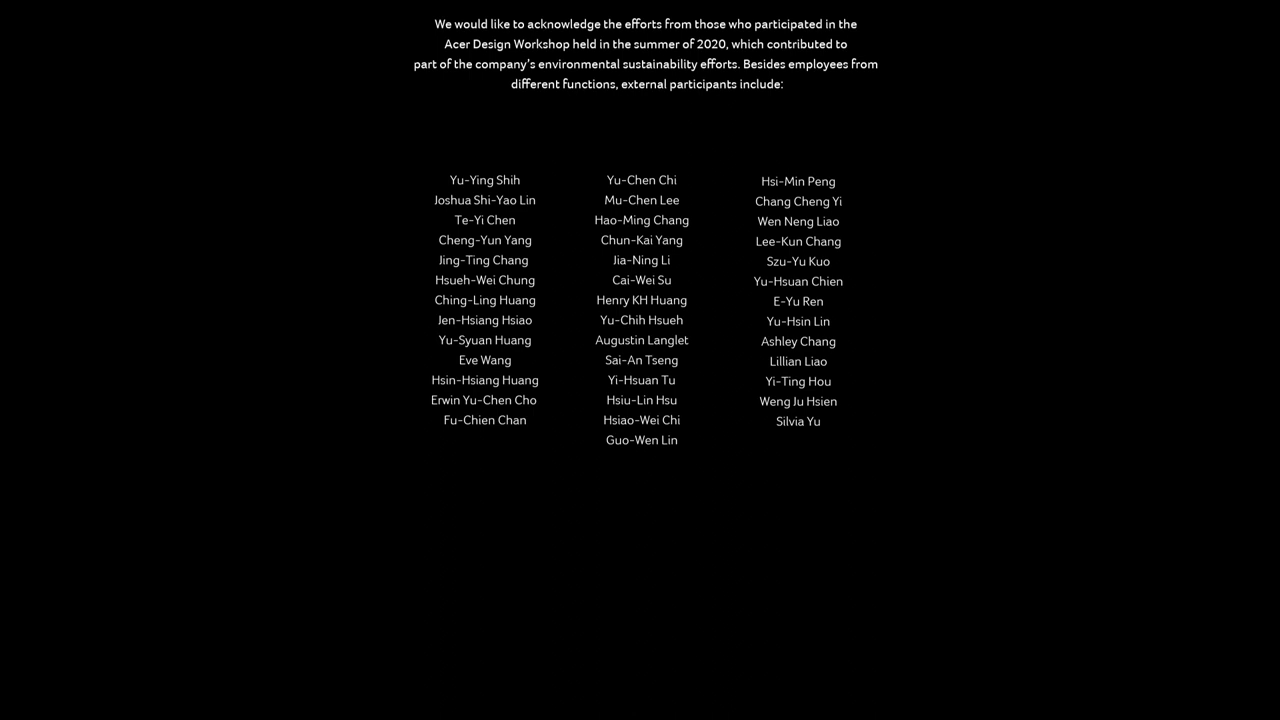 We would like to acknowledge the efforts from those who participated in the
Acer Design Workshop held in the summer of 2020, which contributed to
part of the company's environmental sustainability efforts. Besides employees from
different functions, external participants include:
Yu-Ying Shih
Joshua Shi-Yao Lin
Te-Yi Chen
Cheng-Yun Yang
Jing-Ting Chang
Hsueh-Wei Chung
Ching-Ling Huang
Jen-Hsiang Hsiao
Yu-Syuan Huang
Eve Wang
Hsin-Hsiang Huang
Erwin Yu-Chen Cho
Fu-Chien Chan
Yu-Chen Chi
Mu-Chen Lee
Hao-Ming Chang
Chun-Kai Yang
Jia-Ning Li
Cai-Wei Su
Henry KH Huang
Yu-Chih Hsueh
Augustin Langlet
Sai-An Tseng
Yi-Hsuan Tu
Hsiu-Lin Hsu
Hsiao-Wei Chi
Guo-Wen Lin
Hsi-Min Peng
Chang Cheng Yi
Wen Neng Liao
Lee-Kun Chang
Szu-Yu Kuo
Yu-Hsuan Chien
E-Yu Ren
Yu-Hsin Lin
Ashley Chang
Lillian Liao
Yi-Ting Hou
Weng Ju Hsien
Silvia Yu